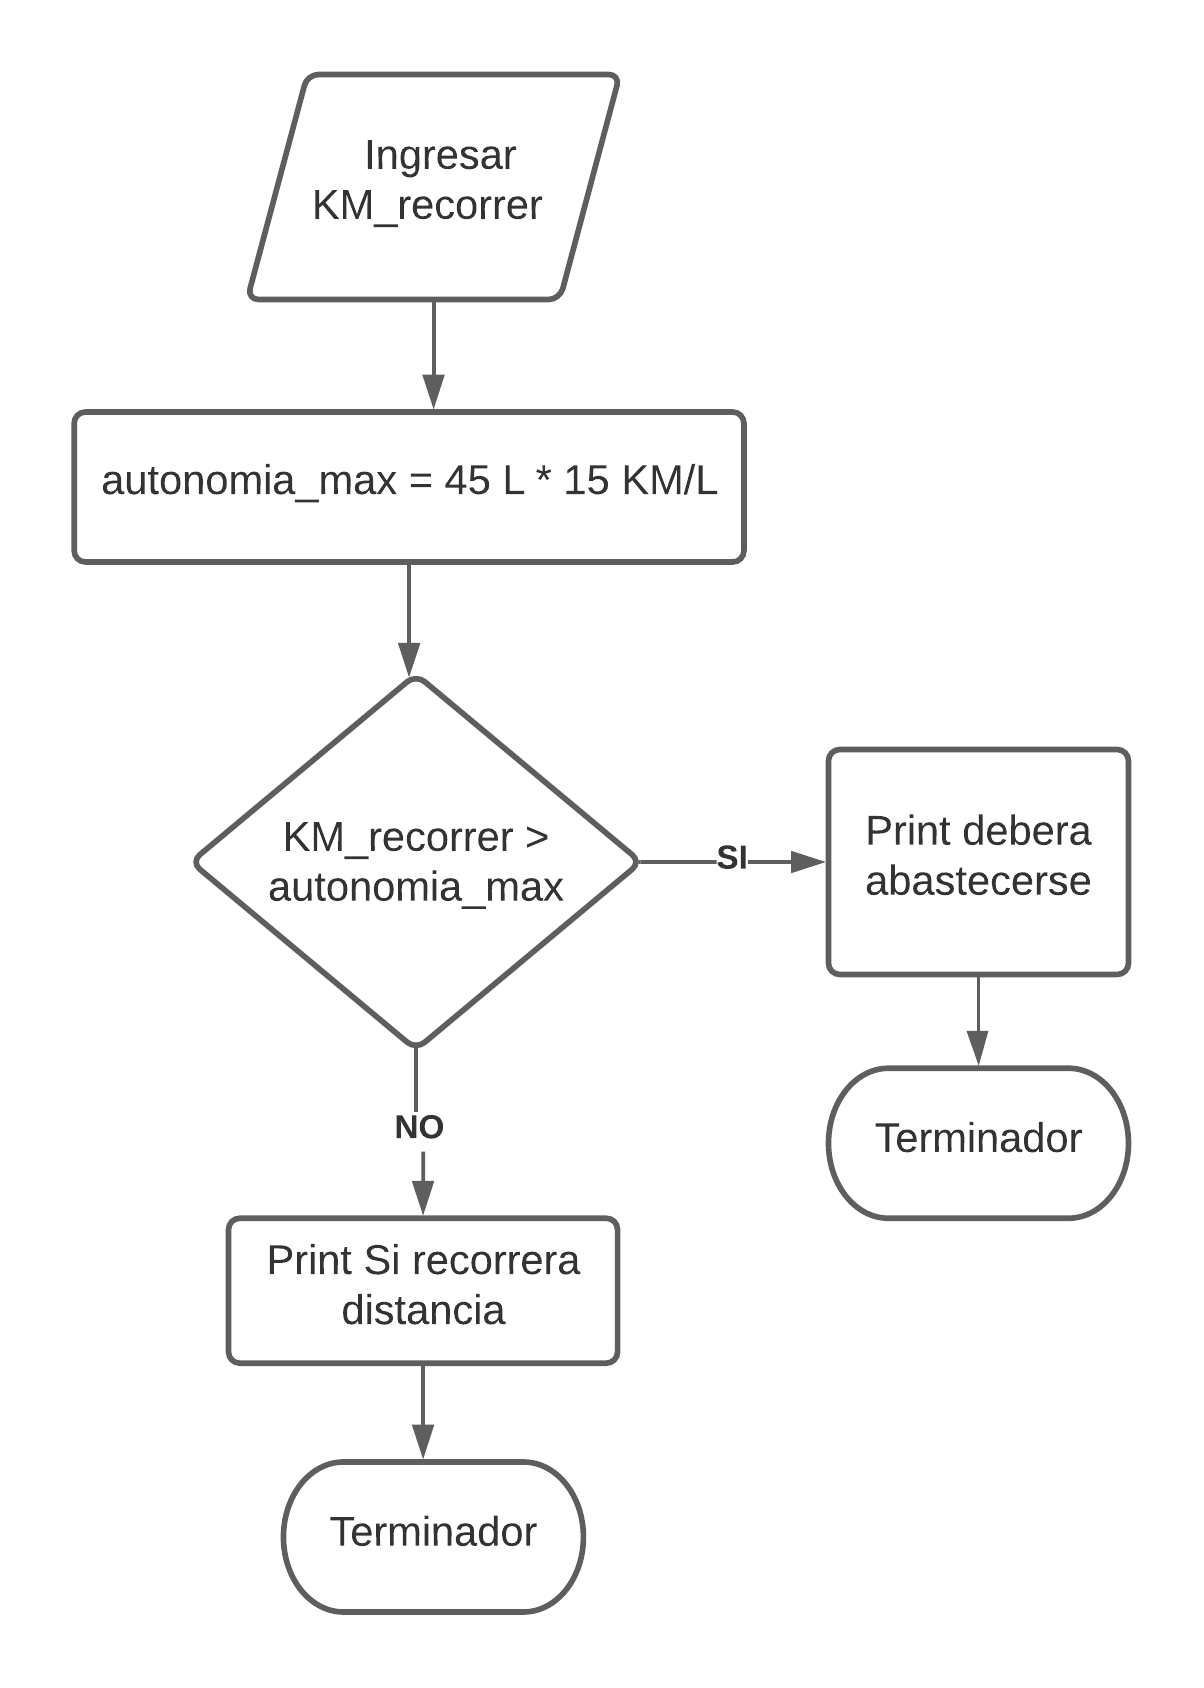 Ingresar
KM_recorrer
autonomia_max = 45 L * 15 KM/L
KM_recorrer >
autonomia_max
SI
Print debera
abastecerse
Terminador
NO
Print Si recorrera
distancia
Terminador